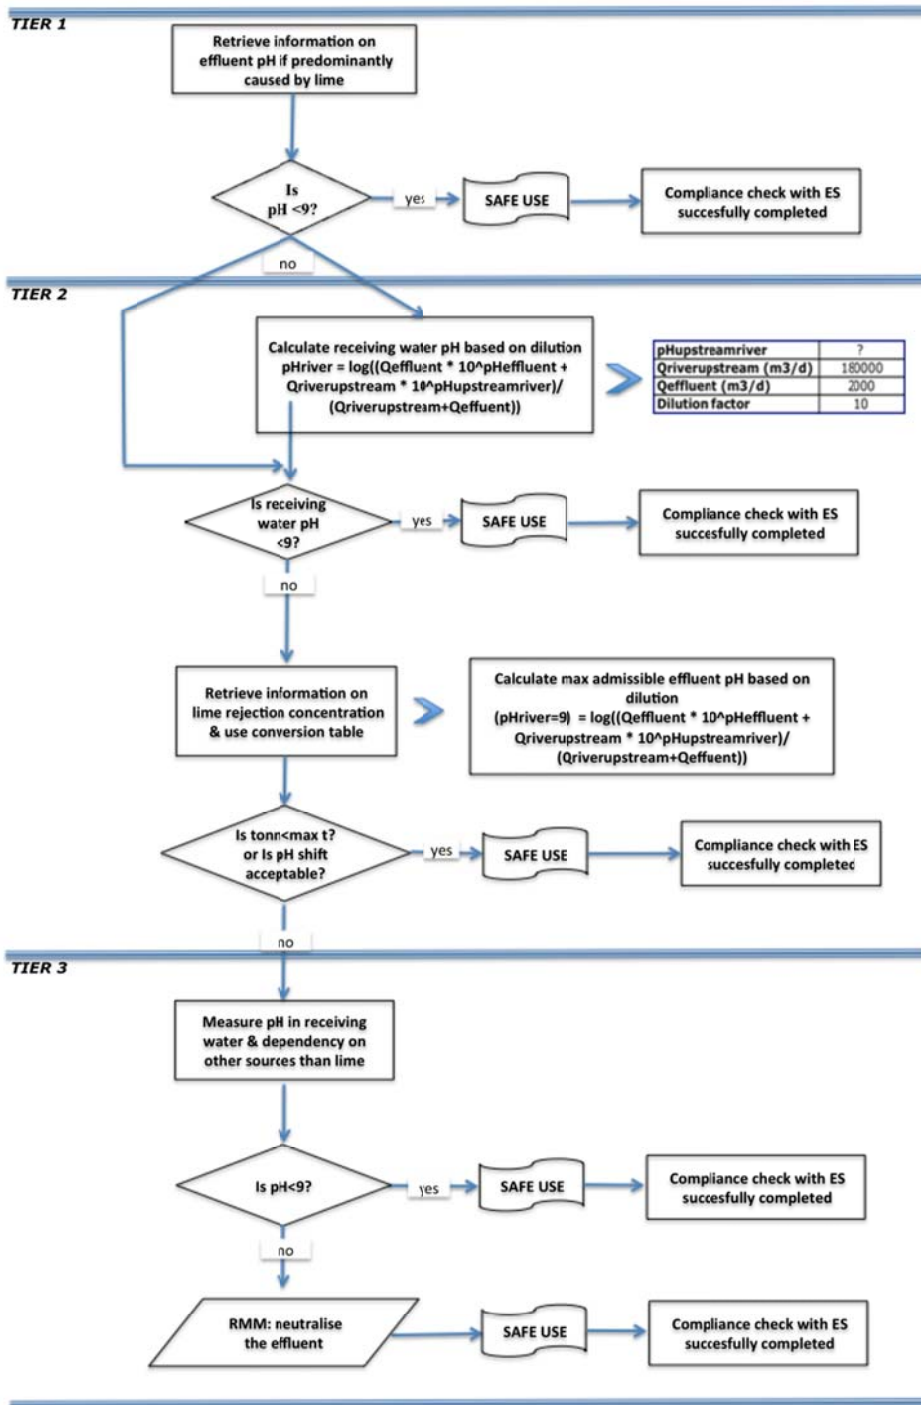 TIER 1
Retrieve information on
effluent pH if predominantly
caused by lime
Is
pH <9?
yes
SAFE USE
Compliance check with ES
succesfully completed
no
TIER 2
Calculate receiving water pH based on dilution
pHriver = log((Qeffluent * 10^pHeffluent +
Qriverupstream * 10^pHupstreamriver)/
(Qriverupstream+Qeffuent))
pHupstreamriver ?
Qriverupstream (m3/d) 180000
Qeffluent (m3/d) 2000
Dilution factor 10
Is receiving
water pH
<9?
yes
SAFE USE
Compliance check with ES
succesfully completed
no
Retrieve information on
lime rejection concentration
& use conversion table
Calculate max admissible effluent pH based on
dilution
(pHriver=9) = log((Qeffluent * 10^pHeffluent +
Qriverupstream * 10^pHupstreamriver)/
(Qriverupstream+Qeffuent))
Is tonn<max t?
or Is pH shift
acceptable?
yes
SAFE USE
Compliance check with ES
succesfully completed
no
TIER 3
Measure pH in receiving
water & dependency on
other sources than lime
Is pH<9?
yes
SAFE USE
Compliance check with ES
succesfully completed
no
RMM: neutralise
the effluent
SAFE USE
Compliance check with ES
succesfully completed